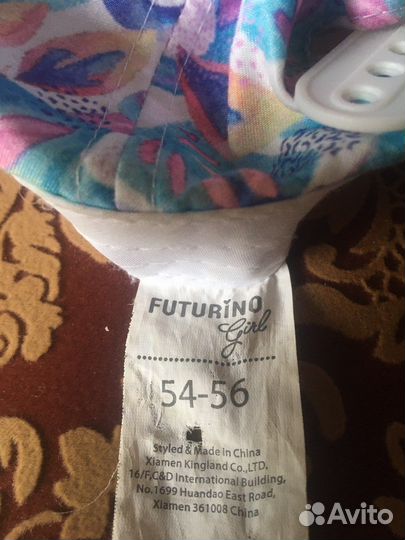 FUTURiNO
Girl
54-56
Styled & Made In China
Xiamen Kingland Co.,LTD.
16/F,C&D International Building,
No.1699 Huandao East Road,
Xiamen 361008 China
Avito